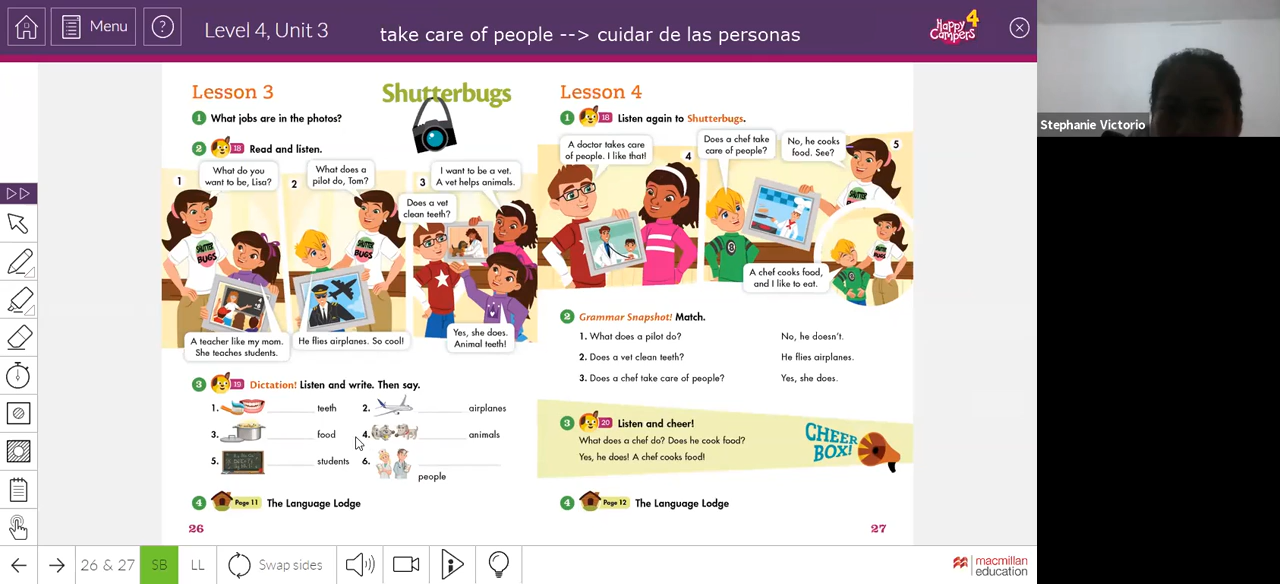 Menu
?
Level 4, Unit 3
take care of people --> cuidar de las personas
Happy Campers 4
Stephanie Victorio
Lesson 3
Shutterbugs
1 What jobs are in the photos?
2 18 Read and listen.
1
What do you
want to be, Lisa?
SHUTTER
BUGS
A teacher like my mom.
She teaches students.
2
What does a
pilot do, Tom?
SHUTTER
BUGS
He flies airplanes. So cool!
3
I want to be a vet.
A vet helps animals.
Does a vet
clean teeth?
Yes, she does.
Animal teeth!
3 19 Dictation! Listen and write. Then say.
1. ________ teeth
2. ________ airplanes
3. ________ food
4. ________ animals
5. ________ students
6. ________
people
4 Page 11 The Language Lodge
26
Lesson 4
1 18 Listen again to Shutterbugs.
A doctor takes care
of people. I like that!
4
Does a chef take
care of people?
No, he cooks
food. See?
5
A chef cooks food,
and I like to eat.
2 Grammar Snapshot! Match.
1. What does a pilot do? No, he doesn't.
2. Does a vet clean teeth? He flies airplanes.
3. Does a chef take care of people? Yes, she does.
3 20 Listen and cheer!
What does a chef do? Does he cook food?
Yes, he does! A chef cooks food!
CHEER
BOX!
4 Page 12 The Language Lodge
27
26 & 27
SB
LL
Swap sides
macmillan
education